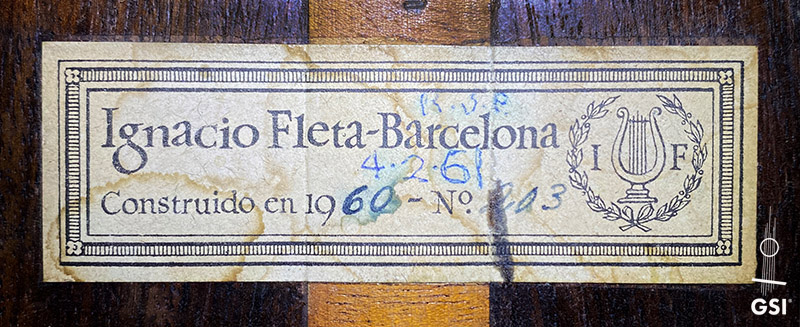 R.S.P.
Ignacio Fleta-Barcelona
4·2·61
Construido en 1960 - Nº. 203
I F
GSI